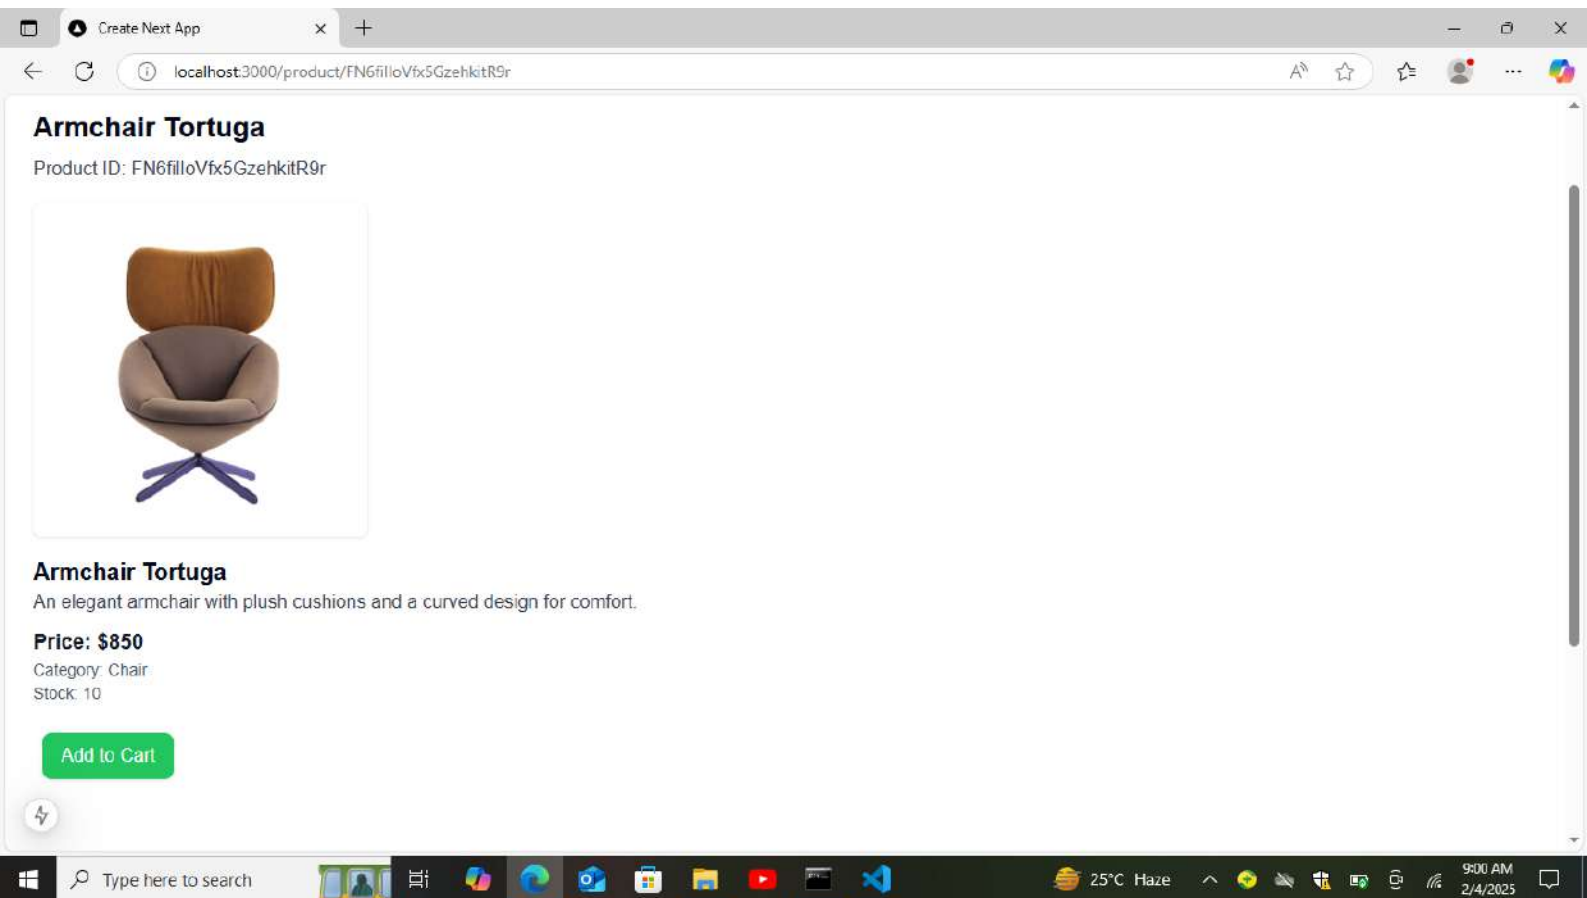 Create Next App
localhost:3000/product/FN6fiIIoVfx5GzehkitR9r
Armchair Tortuga
Product ID: FN6fiIIoVfx5GzehkitR9r
Armchair Tortuga
An elegant armchair with plush cushions and a curved design for comfort.
Price: $850
Category: Chair
Stock: 10
Add to Cart
Type here to search
25°C Haze
9:00 AM
2/4/2025